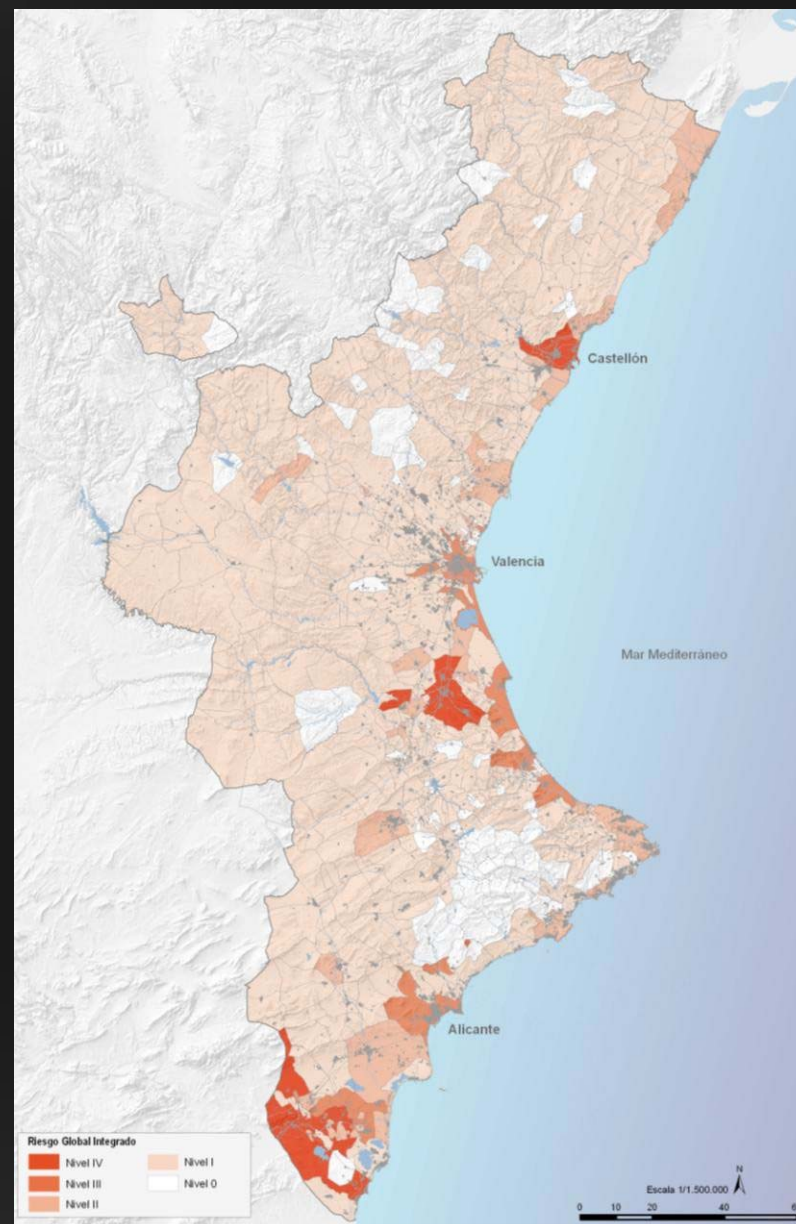 Castellón
Valencia
Mar Mediterráneo
Alicante
Riesgo Global Integrado
Nivel IV
Nivel III
Nivel II
Nivel I
Nivel 0
Escala 1/1.500.000
N
0 10 20 40